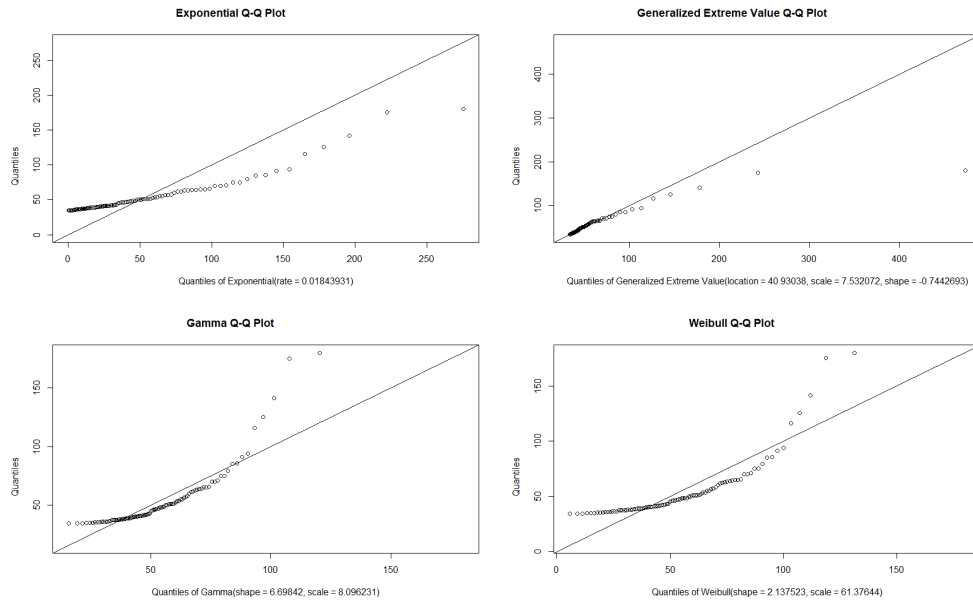 Exponential Q-Q Plot
Quantiles
0
50
100
150
200
250
0
50
100
150
200
250
Quantiles of Exponential(rate = 0.01843931)
Generalized Extreme Value Q-Q Plot
Quantiles
100
200
300
400
100
200
300
400
Quantiles of Generalized Extreme Value(location = 40.93038, scale = 7.532072, shape = -0.7442693)
Gamma Q-Q Plot
Quantiles
50
100
150
50
100
150
Quantiles of Gamma(shape = 6.69842, scale = 8.096231)
Weibull Q-Q Plot
Quantiles
0
50
100
150
0
50
100
150
Quantiles of Weibull(shape = 2.137523, scale = 61.37644)